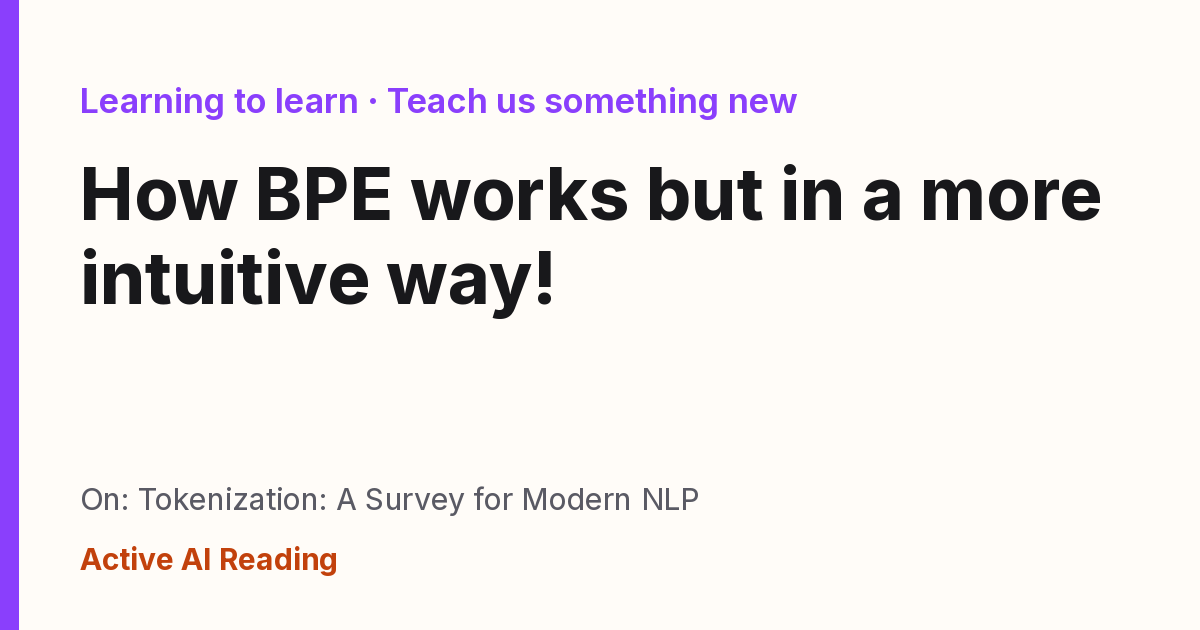 Learning to learn · Teach us something new
How BPE works but in a more
intuitive way!
On: Tokenization: A Survey for Modern NLP
Active AI Reading